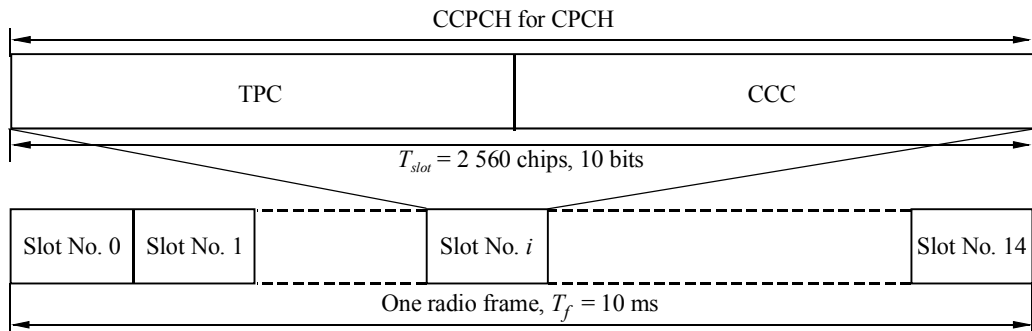 CCPCH for CPCH
TPC CCC
T_slot = 2 560 chips, 10 bits
Slot No. 0 Slot No. 1 Slot No. i Slot No. 14
One radio frame, T_f = 10 ms